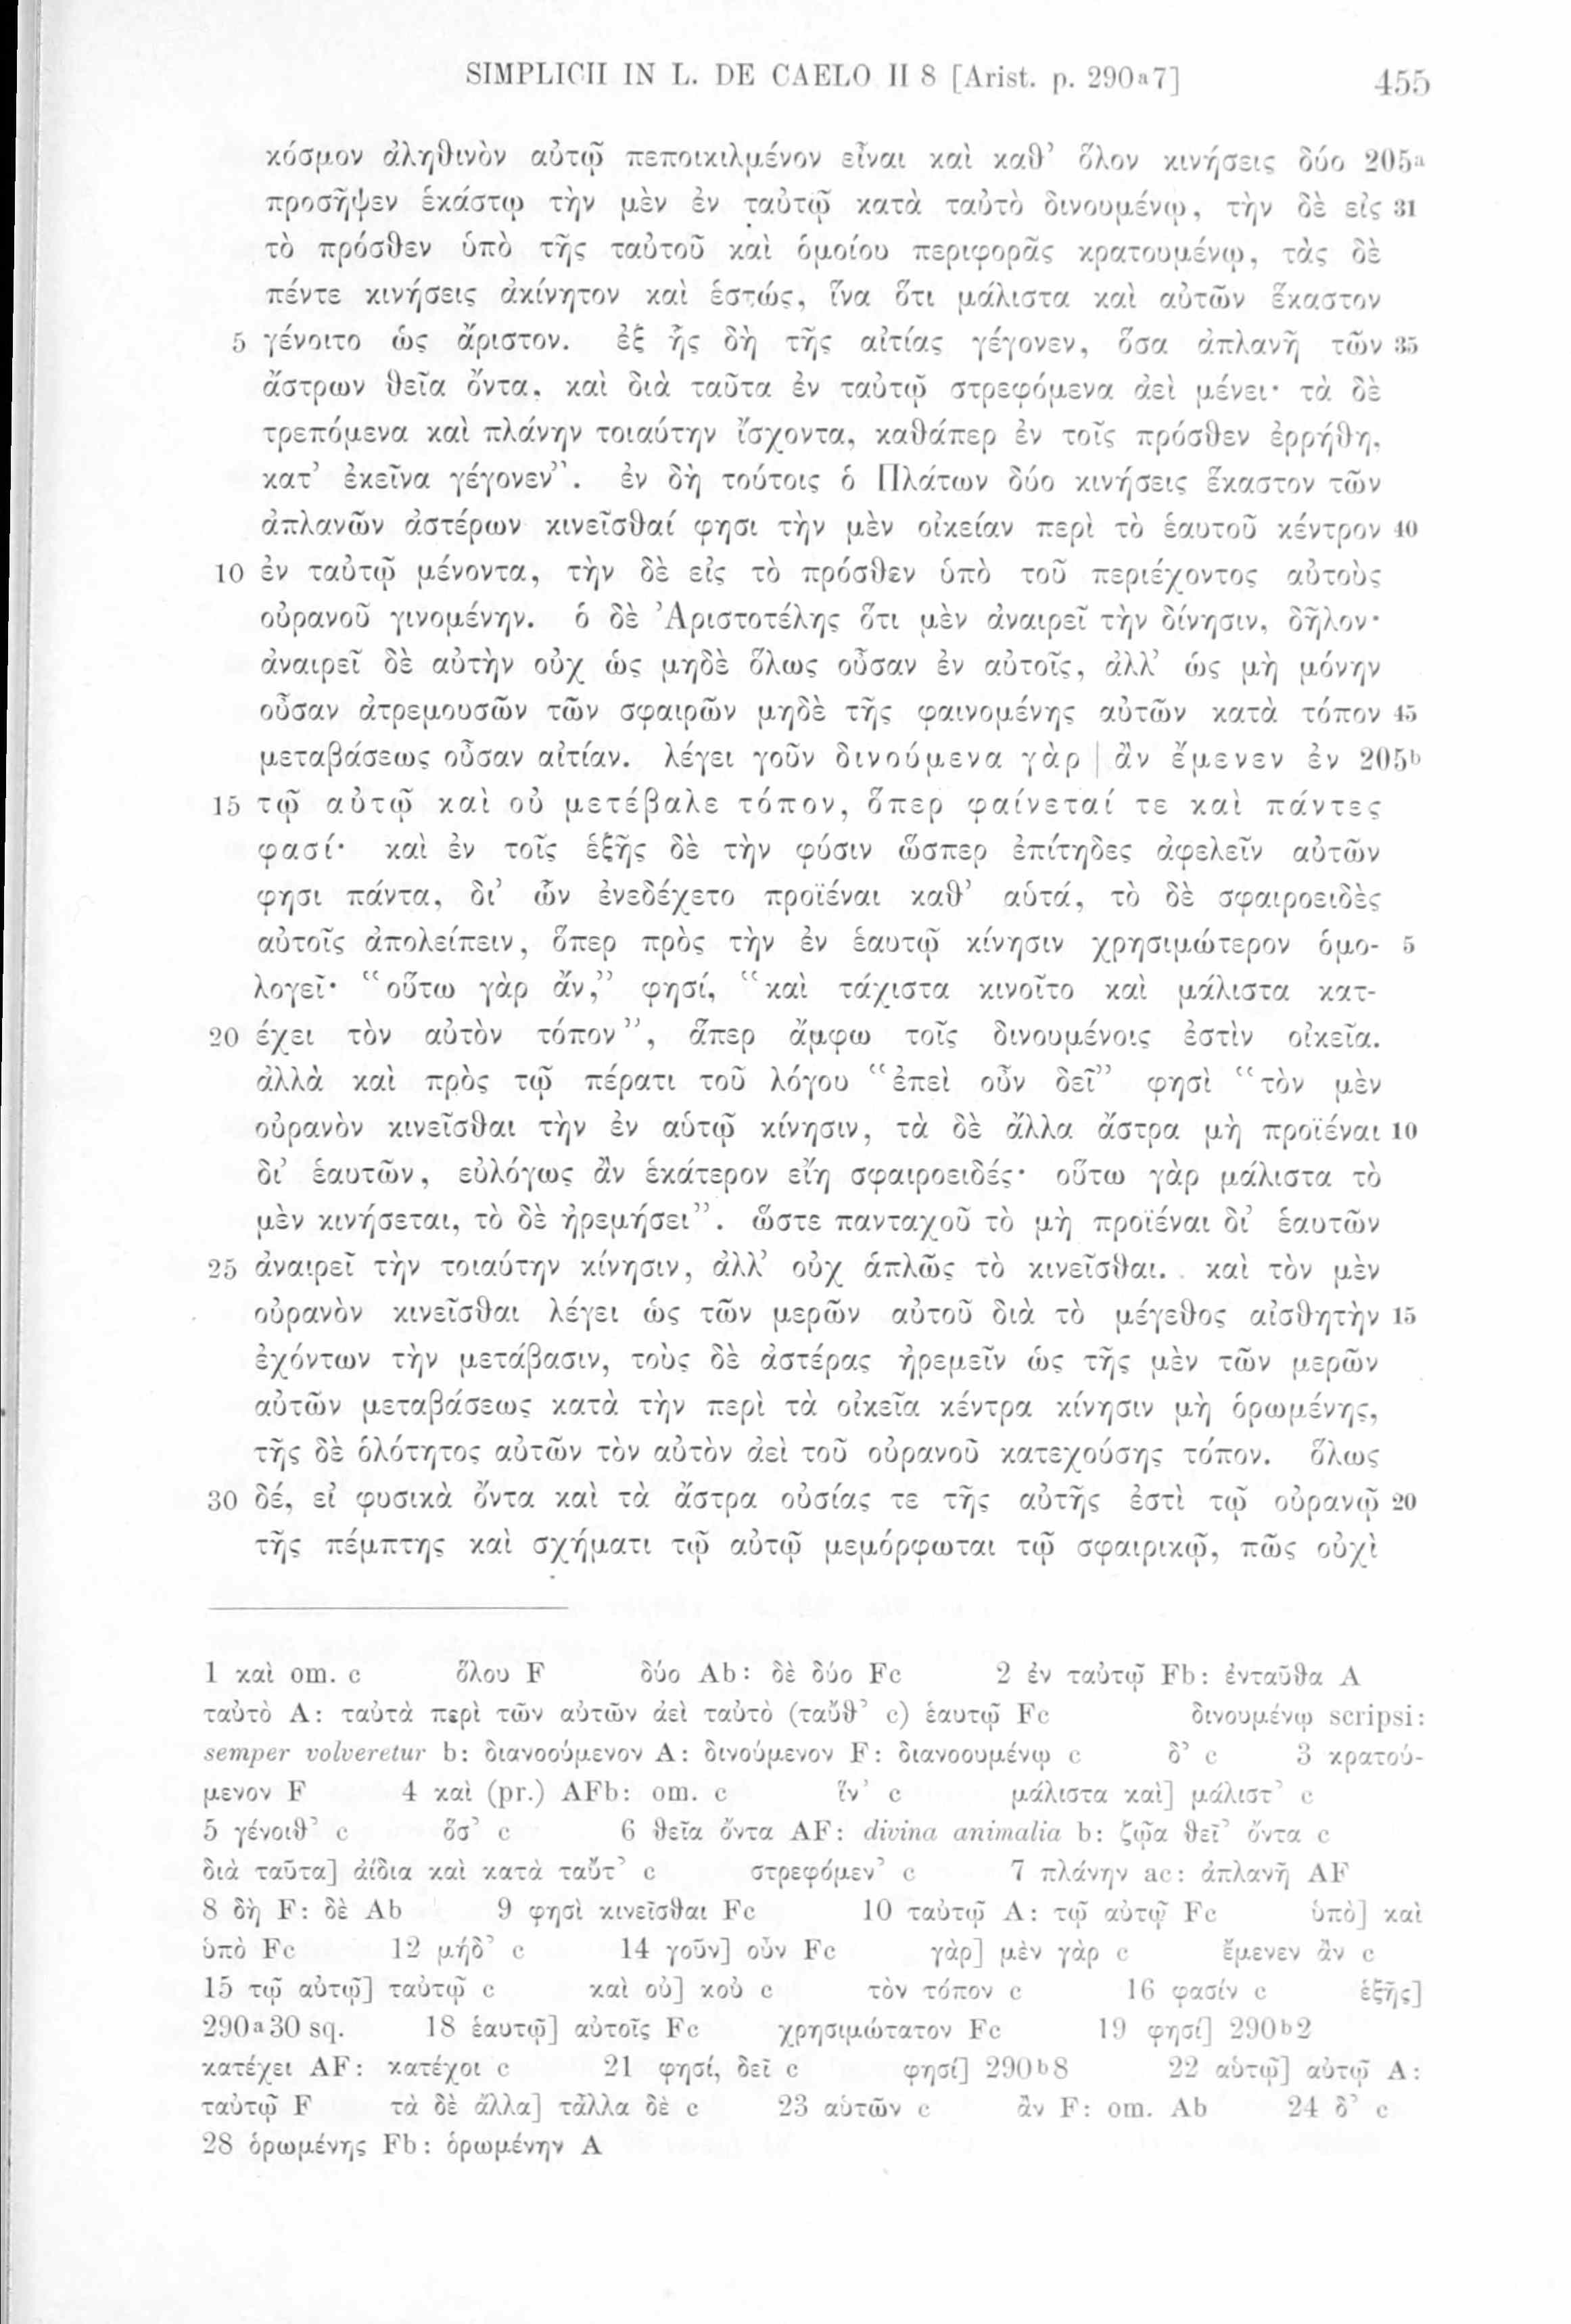 SIMPLICII IN L. DE CAELO II 8 [Arist. p. 290a7] 455
κόσμον ἀληθινὸν αὐτῷ πεποικιλμένον εἶναι καὶ καθ’ ὅλον κινήσεις δύο 205a
προσῆψεν ἑκάστῳ τὴν μὲν ἐν ταὐτῷ κατὰ ταὐτὸ δινουμένῳ, τὴν δὲ εἰς 31
τὸ πρόσθεν ὑπὸ τῆς ταὐτοῦ καὶ ὁμοίου περιφορᾶς κρατουμένῳ, τὰς δὲ
πέντε κινήσεις ἀκίνητον καὶ ἑστώς, ἵνα ὅτι μάλιστα καὶ αὐτῶν ἕκαστον
5 γένοιτο ὡς ἄριστον. ἐξ ἧς δὴ τῆς αἰτίας γέγονεν, ὅσα ἀπλανῆ τῶν 35
ἄστρων θεῖα ὄντα, καὶ διὰ ταῦτα ἐν ταὐτῷ στρεφόμενα ἀεὶ μένει· τὰ δὲ
τρεπόμενα καὶ πλάνην τοιαύτην ἴσχοντα, καθάπερ ἐν τοῖς πρόσθεν ἐρρήθη,
κατ’ ἐκεῖνα γέγονεν”. ἐν δὴ τούτοις ὁ Πλάτων δύο κινήσεις ἕκαστον τῶν
ἀπλανῶν ἀστέρων κινεῖσθαί φησι τὴν μὲν οἰκείαν περὶ τὸ ἑαυτοῦ κέντρον 40
10 ἐν ταὐτῷ μένοντα, τὴν δὲ εἰς τὸ πρόσθεν ὑπὸ τοῦ περιέχοντος αὐτοὺς
οὐρανοῦ γινομένην. ὁ δὲ Ἀριστοτέλης ὅτι μὲν ἀναιρεῖ τὴν δίνησιν, δῆλον·
ἀναιρεῖ δὲ αὐτὴν οὐχ ὡς μηδὲ ὅλως οὖσαν ἐν αὐτοῖς, ἀλλ’ ὡς μὴ μόνην
οὖσαν ἀτρεμουσῶν τῶν σφαιρῶν μηδὲ τῆς φαινομένης αὐτῶν κατὰ τόπον 45
μεταβάσεως οὖσαν αἰτίαν. λέγει γοῦν δινούμενα γὰρ | ἂν ἔμενεν ἐν 205b
15 τῷ αὐτῷ καὶ οὐ μετέβαλε τόπον, ὅπερ φαίνεταί τε καὶ πάντες
φασί· καὶ ἐν τοῖς ἑξῆς δὲ τὴν φύσιν ὥσπερ ἐπίτηδες ἀφελεῖν αὐτῶν
φησι πάντα, δι’ ὧν ἐνεδέχετο προϊέναι καθ’ αὑτά, τὸ δὲ σφαιροειδὲς
αὐτοῖς ἀπολείπειν, ὅπερ πρὸς τὴν ἐν ἑαυτῷ κίνησιν χρησιμώτερον ὁμο- 5
λογεῖ· “οὕτω γὰρ ἄν,” φησί, “καὶ τάχιστα κινοῖτο καὶ μάλιστα κατ-
20 έχει τὸν αὐτὸν τόπον”, ἅπερ ἄμφω τοῖς δινουμένοις ἐστὶν οἰκεῖα.
ἀλλὰ καὶ πρὸς τῷ πέρατι τοῦ λόγου “ἐπεὶ οὖν δεῖ” φησὶ “τὸν μὲν
οὐρανὸν κινεῖσθαι τὴν ἐν αὑτῷ κίνησιν, τὰ δὲ ἄλλα ἄστρα μὴ προϊέναι 10
δι’ ἑαυτῶν, εὐλόγως ἂν ἑκάτερον εἴη σφαιροειδές· οὕτω γὰρ μάλιστα τὸ
μὲν κινήσεται, τὸ δὲ ἠρεμήσει”. ὥστε πανταχοῦ τὸ μὴ προϊέναι δι’ ἑαυτῶν
25 ἀναιρεῖ τὴν τοιαύτην κίνησιν, ἀλλ’ οὐχ ἁπλῶς τὸ κινεῖσθαι. καὶ τὸν μὲν
οὐρανὸν κινεῖσθαι λέγει ὡς τῶν μερῶν αὐτοῦ διὰ τὸ μέγεθος αἰσθητὴν 15
ἐχόντων τὴν μετάβασιν, τοὺς δὲ ἀστέρας ἠρεμεῖν ὡς τῆς μὲν τῶν μερῶν
αὐτῶν μεταβάσεως κατὰ τὴν περὶ τὰ οἰκεῖα κέντρα κίνησιν μὴ ὁρωμένης,
τῆς δὲ ὁλότητος αὐτῶν τὸν αὐτὸν ἀεὶ τοῦ οὐρανοῦ κατεχούσης τόπον. ὅλως
30 δέ, εἰ φυσικὰ ὄντα καὶ τὰ ἄστρα οὐσίας τε τῆς αὐτῆς ἐστὶ τῷ οὐρανῷ 20
τῆς πέμπτης καὶ σχήματι τῷ αὐτῷ μεμόρφωται τῷ σφαιρικῷ, πῶς οὐχὶ
1 καὶ om. c ὅλου F δύο Ab: δὲ δύο Fc 2 ἐν ταὐτῷ Fb: ἐνταῦθα A
ταὐτὸ A: ταὐτὰ περὶ τῶν αὐτῶν ἀεὶ ταὐτὸ (ταὔθ’ c) ἑαυτῷ Fc δινουμένῳ scripsi:
semper volveretur b: διανοούμενον A: δινούμενον F: διανοουμένῳ c δ’ c 3 κρατού-
μενον F 4 καὶ (pr.) AFb: om. c ἵν’ c μάλιστα καὶ] μάλιστ’ c
5 γένοιθ’ c ὅσ’ c 6 θεῖα ὄντα AF: divina animalia b: ζῷα θεῖ’ ὄντα c
διὰ ταῦτα] ἀίδια καὶ κατὰ ταὔτ’ c στρεφόμεν’ c 7 πλάνην ac: ἀπλανῆ AF
8 δὴ F: δὲ Ab 9 φησὶ κινεῖσθαι Fc 10 ταὐτῷ A: τῷ αὐτῷ Fc ὑπὸ] καὶ
ὑπὸ Fc 12 μήδ’ c 14 γοῦν] οὖν Fc γὰρ] μὲν γὰρ c ἔμενεν ἂν c
15 τῷ αὐτῷ] ταὐτῷ c καὶ οὐ] κοὐ c τὸν τόπον c 16 φασίν c ἑξῆς]
290a30 sq. 18 ἑαυτῷ] αὐτοῖς Fc χρησιμώτατον Fc 19 φησί] 290b2
κατέχει AF: κατέχοι c 21 φησί, δεῖ c φησί] 290b8 22 αὑτῷ] αὐτῷ A:
ταὐτῷ F τὰ δὲ ἄλλα] τἆλλα δὲ c 23 αὑτῶν c ἂν F: om. Ab 24 δ’ c
28 ὁρωμένης Fb: ὁρωμένην A